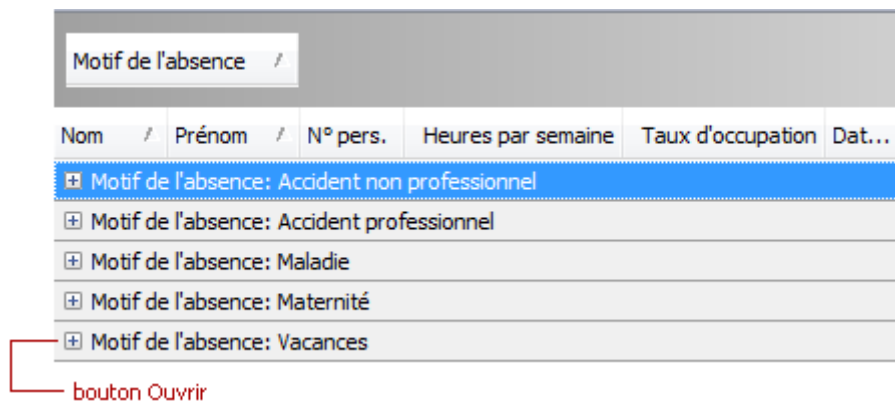 Motif de l'absence
Nom Prénom N° pers. Heures par semaine Taux d'occupation Dat...
Motif de l'absence: Accident non professionnel
Motif de l'absence: Accident professionnel
Motif de l'absence: Maladie
Motif de l'absence: Maternité
Motif de l'absence: Vacances
bouton Ouvrir